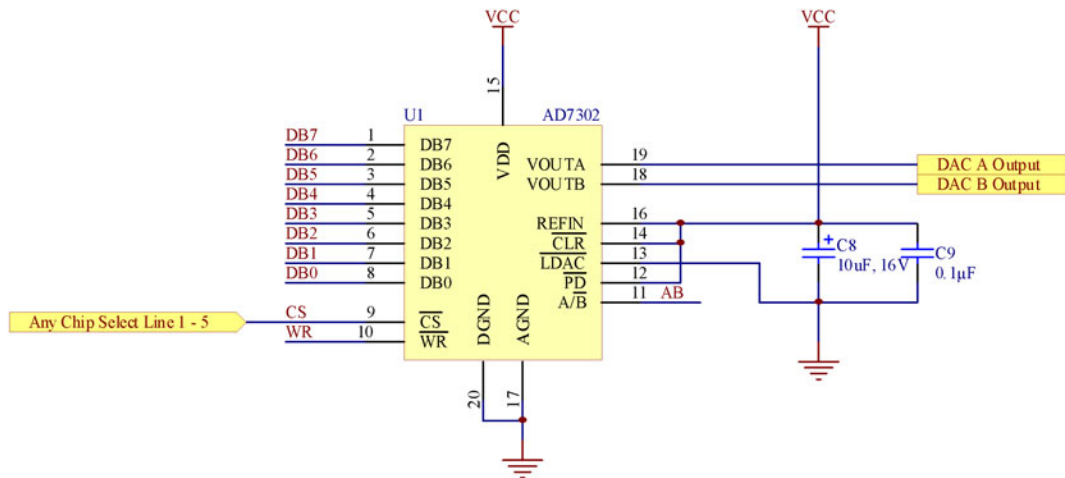 VCC
VCC
15
U1
AD7302
DB7 1 DB7
DB6 2 DB6
DB5 3 DB5
DB4 4 DB4
DB3 5 DB3
DB2 6 DB2
DB1 7 DB1
DB0 8 DB0
VDD
VOUTA 19 DAC A Output
VOUTB 18 DAC B Output
REFIN 16
CLR 14
LDAC 13
PD 12
A/B 11 AB
C8
10uF, 16V
C9
0.1µF
Any Chip Select Line 1 - 5
CS 9 CS
WR 10 WR
DGND
AGND
20
17